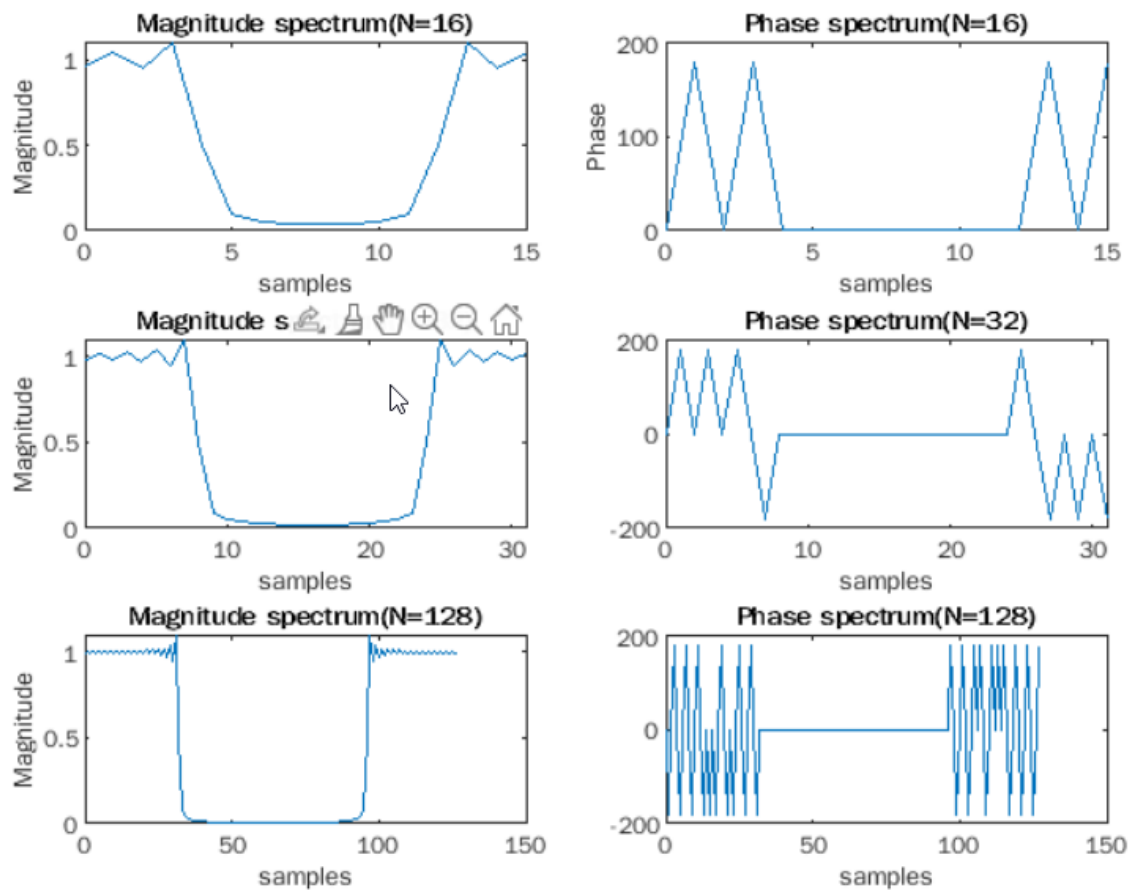 Magnitude spectrum(N=16)
Magnitude
1
0.5
0
0 5 10 15
samples
Phase spectrum(N=16)
Phase
200
100
0
0 5 10 15
samples
Magnitude s
Magnitude
1
0.5
0
0 10 20 30
samples
Phase spectrum(N=32)
200
0
-200
0 10 20 30
samples
Magnitude spectrum(N=128)
Magnitude
1
0.5
0
0 50 100 150
samples
Phase spectrum(N=128)
200
0
-200
0 50 100 150
samples